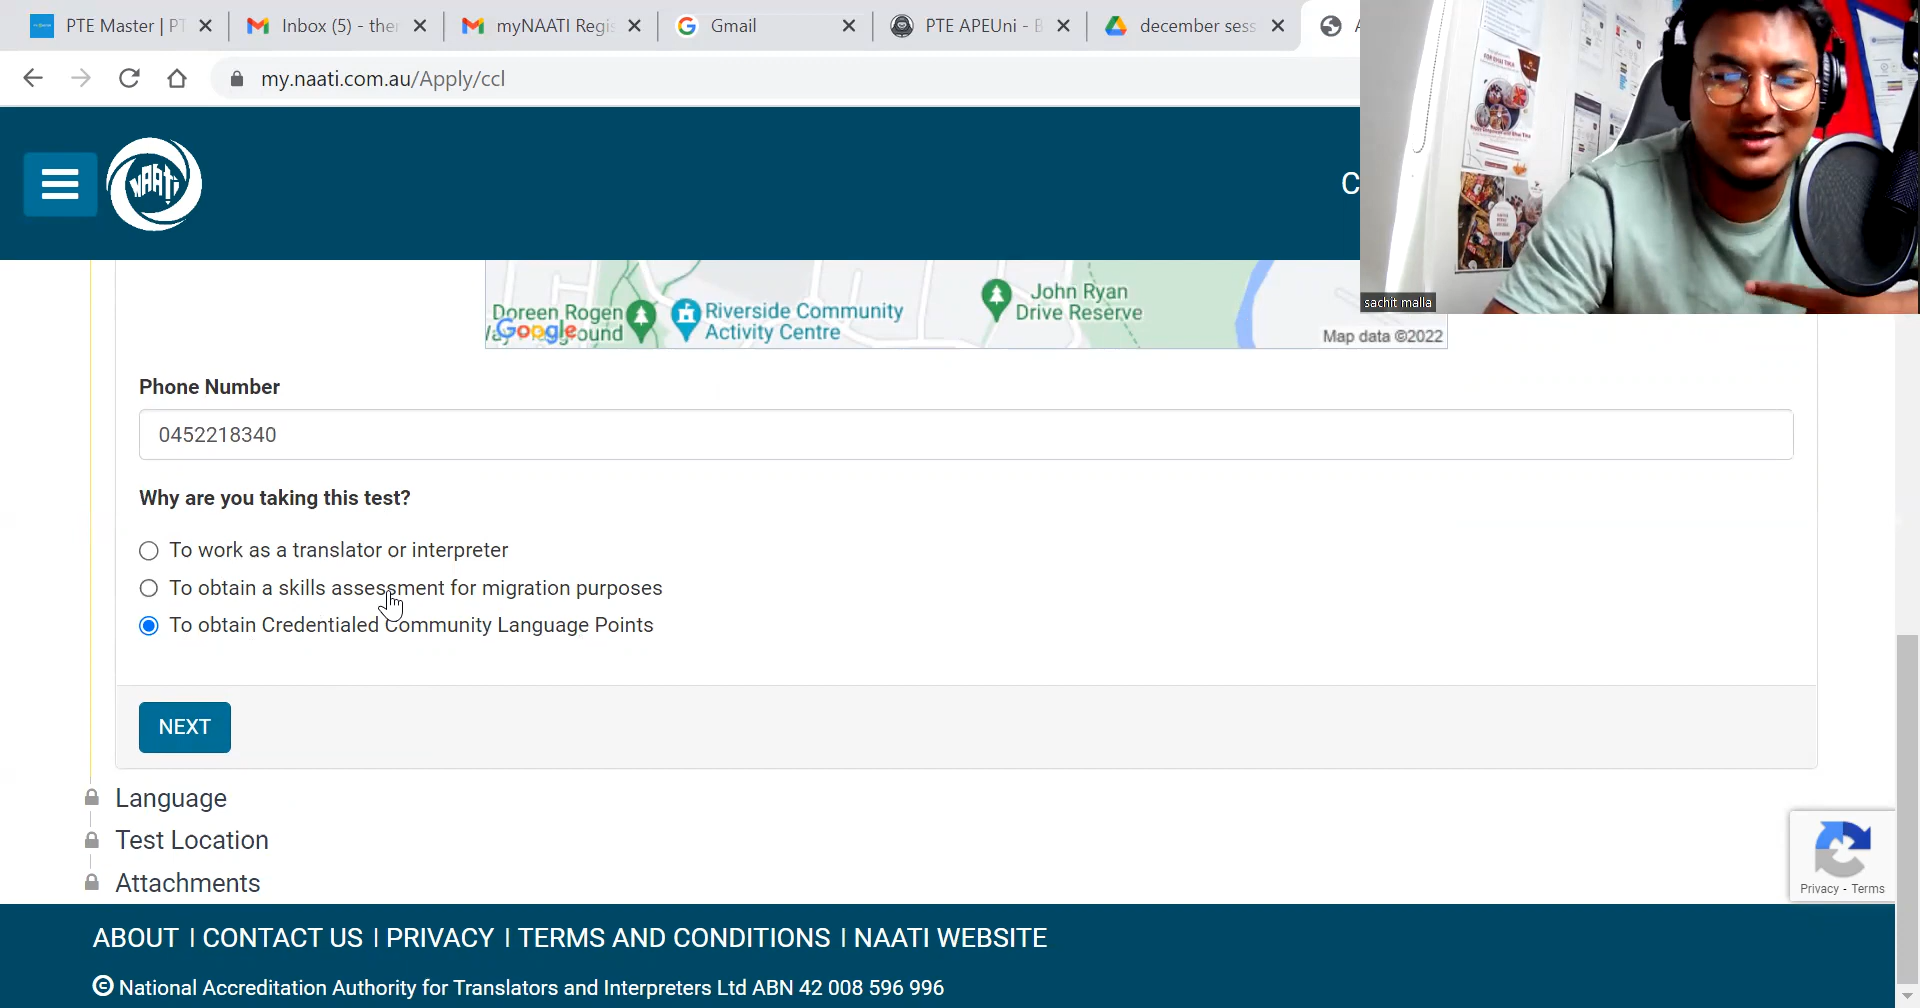 PTE Master | PT
Inbox (5) - ther
myNAATI Regis
Gmail
PTE APEUni - B
december sess
A
my.naati.com.au/Apply/ccl
NAATI
C
sachit malla
Doreen Rogen
Riverside Community
Activity Centre
John Ryan
Drive Reserve
Google
Map data ©2022
Phone Number
0452218340
Why are you taking this test?
To work as a translator or interpreter
To obtain a skills assessment for migration purposes
To obtain Credentialed Community Language Points
NEXT
Language
Test Location
Attachments
Privacy - Terms
ABOUT | CONTACT US | PRIVACY | TERMS AND CONDITIONS | NAATI WEBSITE
© National Accreditation Authority for Translators and Interpreters Ltd ABN 42 008 596 996